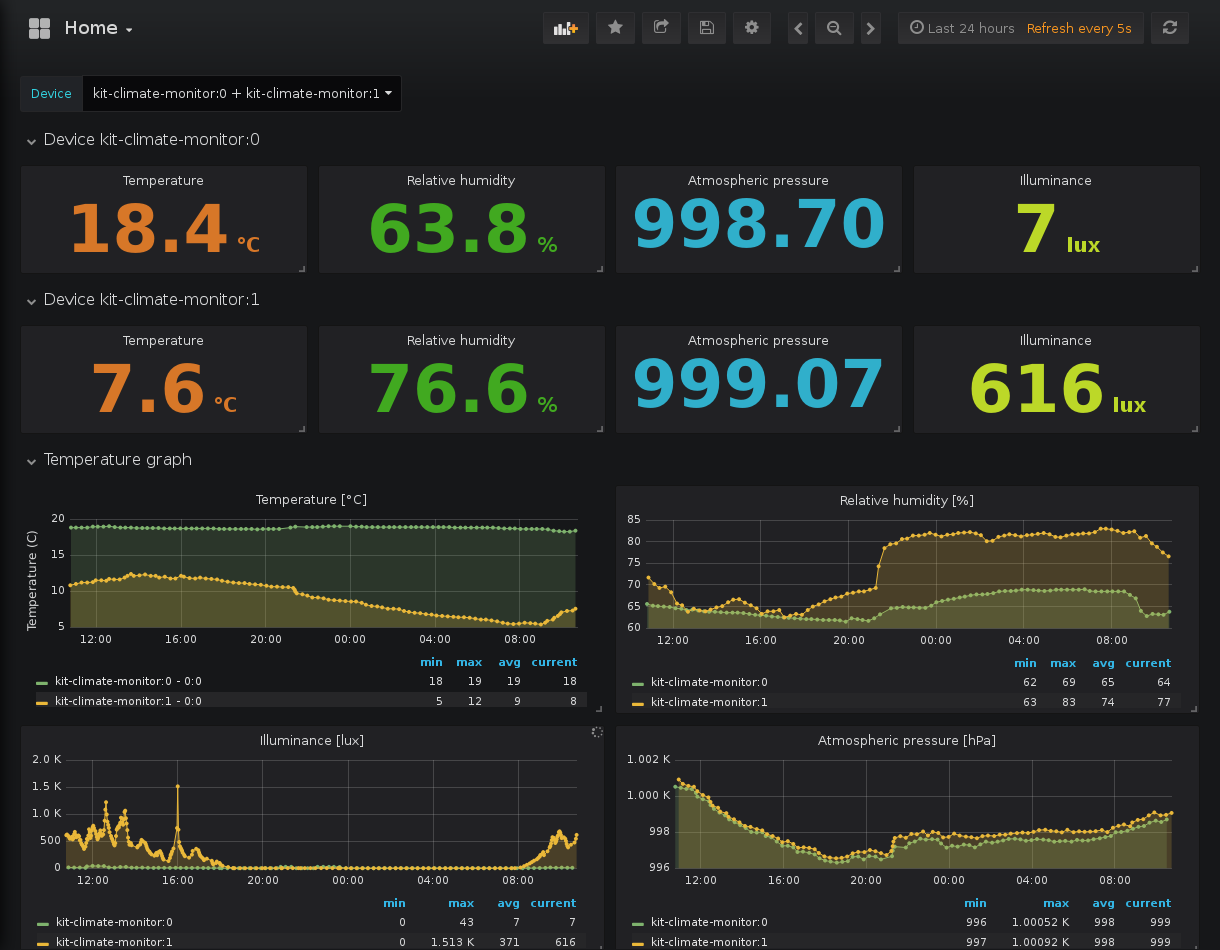 Home
Last 24 hours Refresh every 5s
Device kit-climate-monitor:0 + kit-climate-monitor:1
Device kit-climate-monitor:0
Temperature Relative humidity Atmospheric pressure Illuminance
18.4 °C 63.8 % 998.70 7 lux
Device kit-climate-monitor:1
Temperature Relative humidity Atmospheric pressure Illuminance
7.6 °C 76.6 % 999.07 616 lux
Temperature graph
Temperature [°C]
Temperature (C)
20
15
10
5
12:00 16:00 20:00 00:00 04:00 08:00
min max avg current
kit-climate-monitor:0 - 0:0 18 19 19 18
kit-climate-monitor:1 - 0:0 5 12 9 8
Relative humidity [%]
85
80
75
70
65
60
12:00 16:00 20:00 00:00 04:00 08:00
min max avg current
kit-climate-monitor:0 62 69 65 64
kit-climate-monitor:1 63 83 74 77
Illuminance [lux]
2.0 K
1.5 K
1.0 K
500
0
12:00 16:00 20:00 00:00 04:00 08:00
min max avg current
kit-climate-monitor:0 0 43 7 7
kit-climate-monitor:1 0 1.513 K 371 616
Atmospheric pressure [hPa]
1.002 K
1.000 K
998
996
12:00 16:00 20:00 00:00 04:00 08:00
min max avg current
kit-climate-monitor:0 996 1.00052 K 998 999
kit-climate-monitor:1 997 1.00092 K 998 999